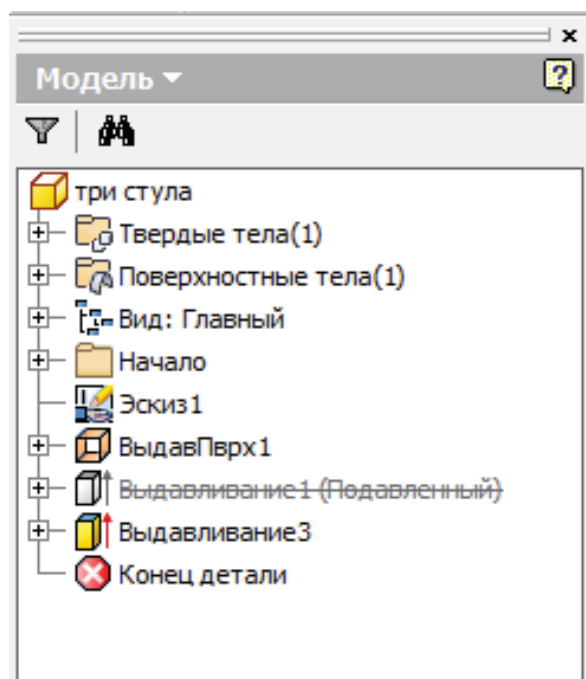 Модель
три стула
Твердые тела(1)
Поверхностные тела(1)
Вид: Главный
Начало
Эскиз1
ВыдавПврх1
Выдавливание1 (Подавленный)
Выдавливание3
Конец детали